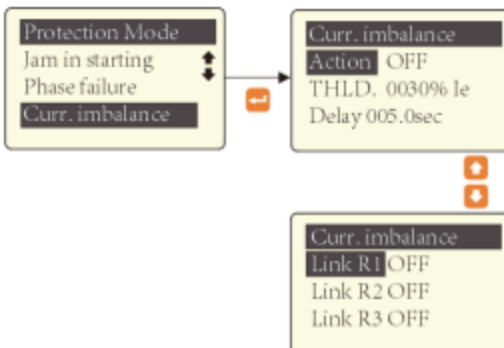 Protection Mode
Jam in starting
Phase failure
Curr. imbalance
Curr. imbalance
Action OFF
THLD. 0030% Ie
Delay 005.0sec
Curr. imbalance
Link R1 OFF
Link R2 OFF
Link R3 OFF